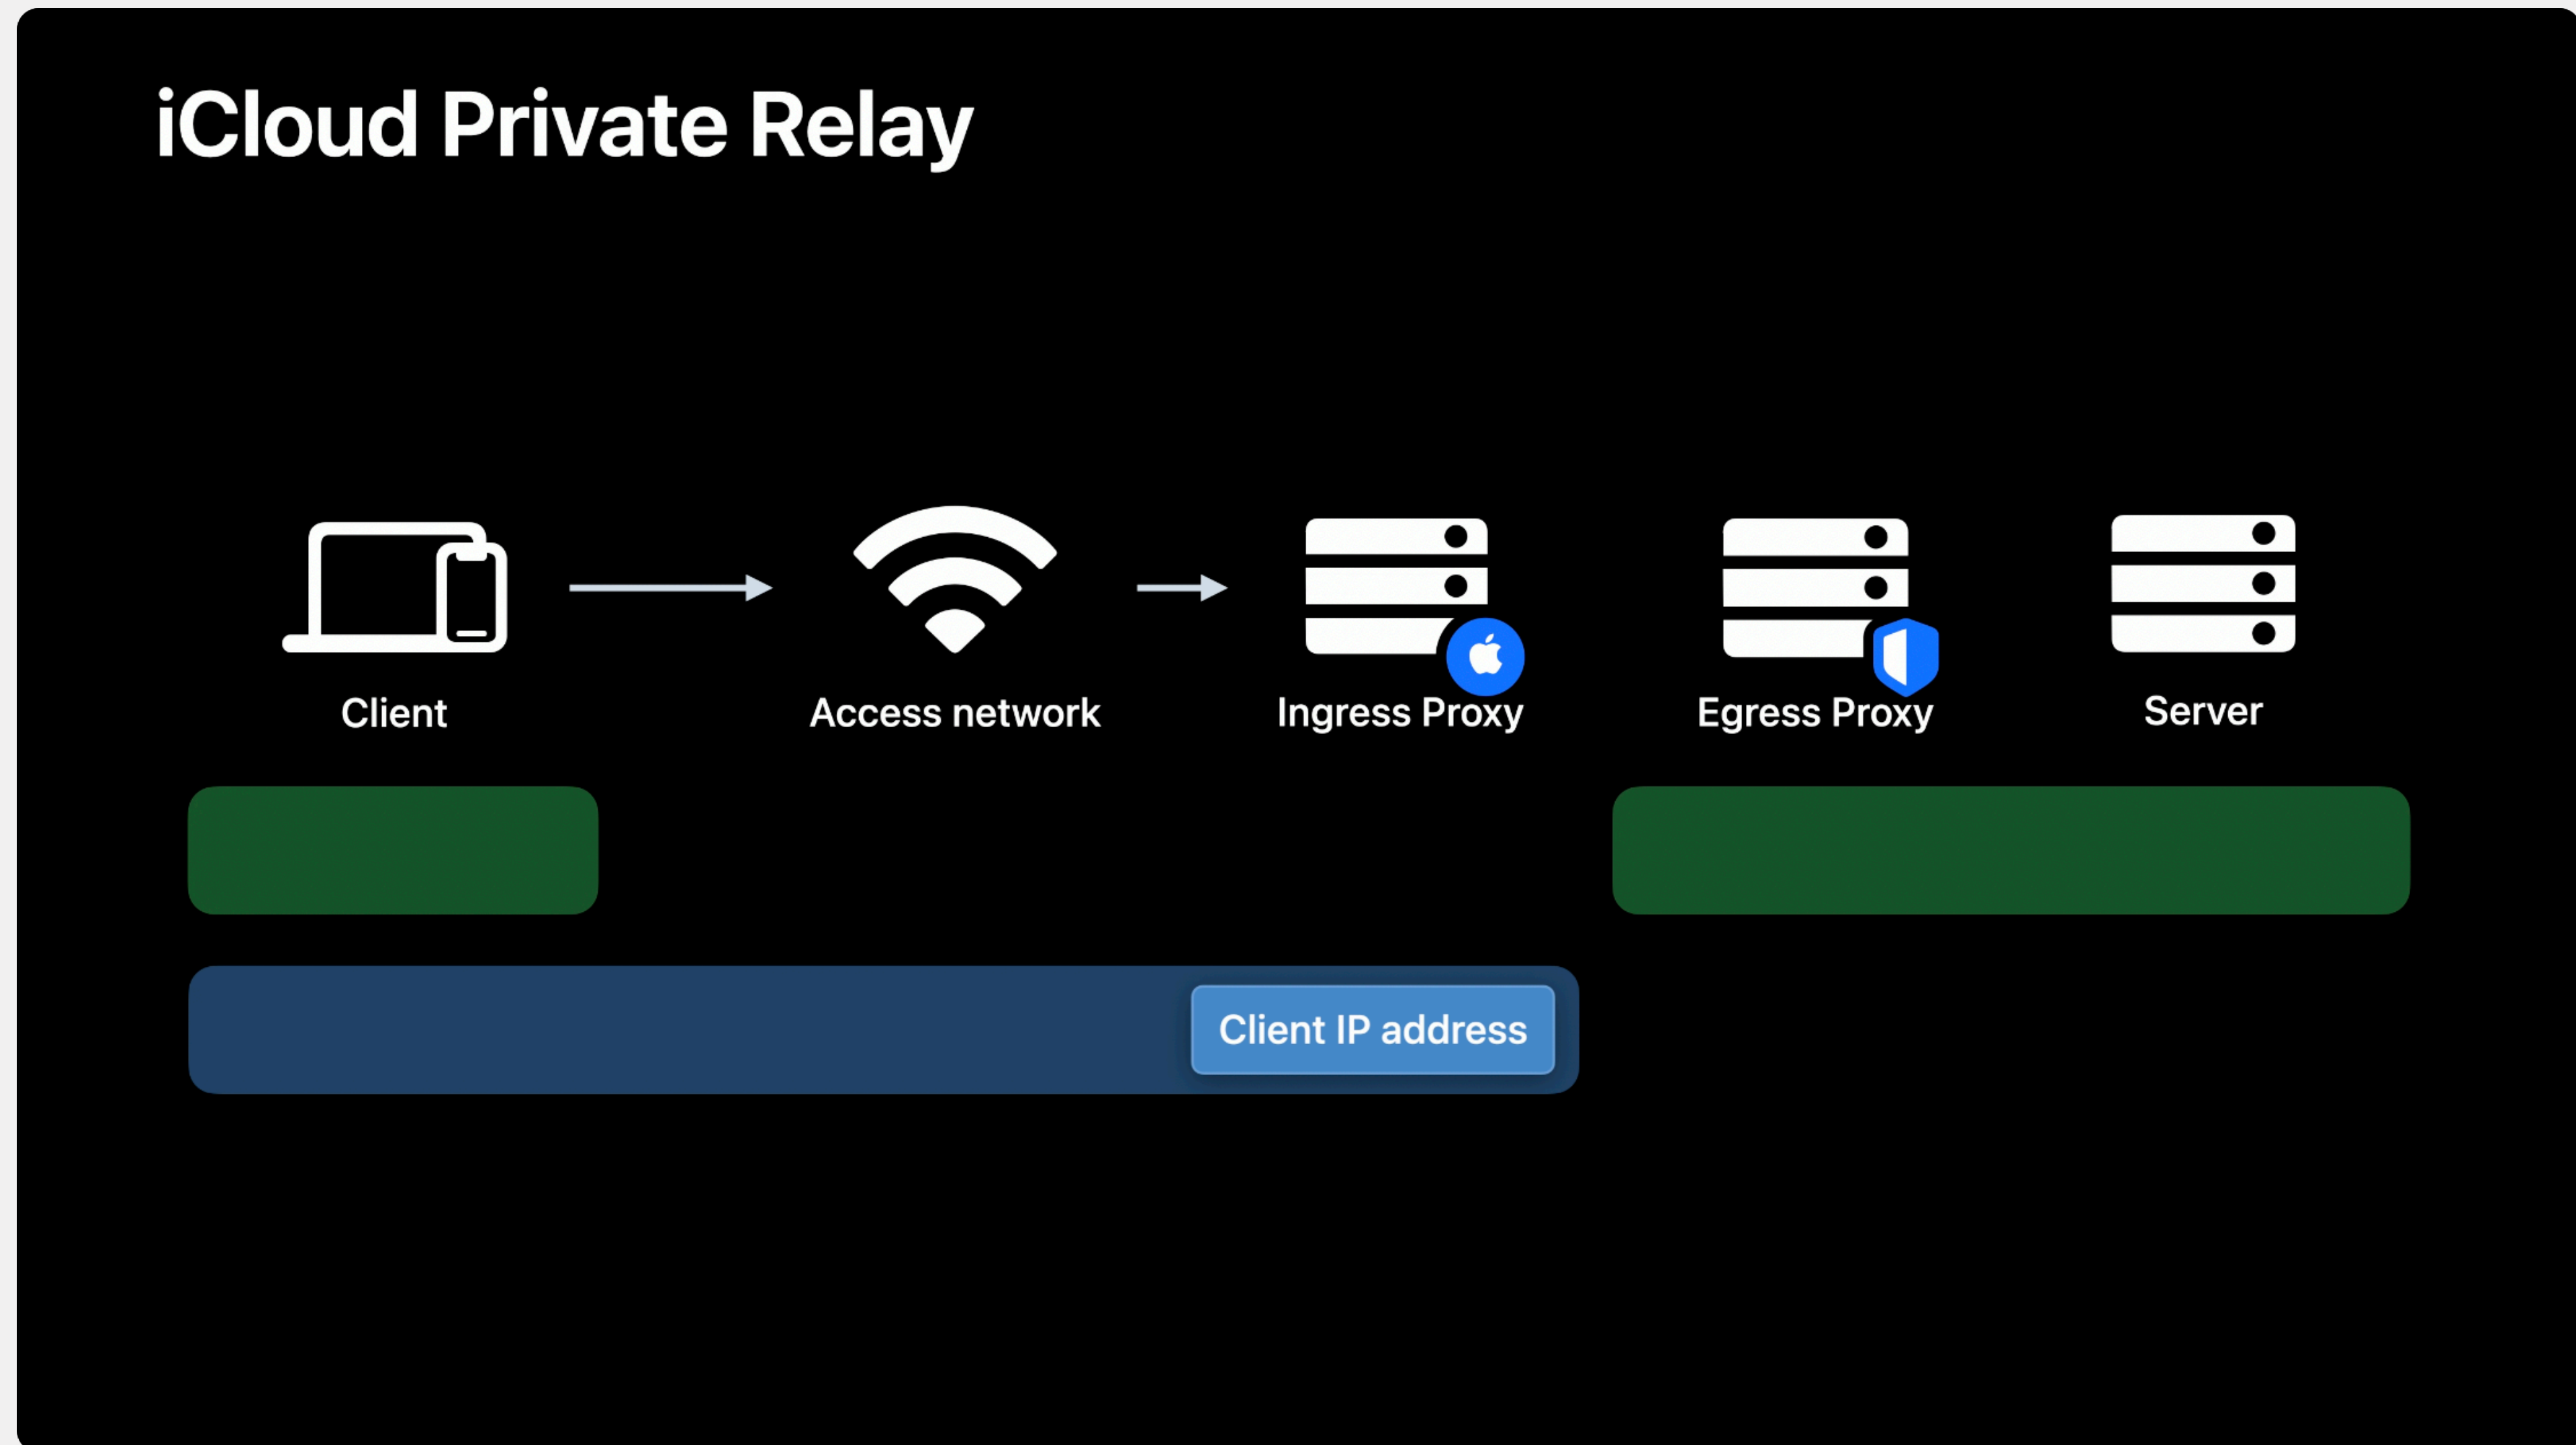 iCloud Private Relay
Client
Access network
Ingress Proxy
Egress Proxy
Server
Client IP address